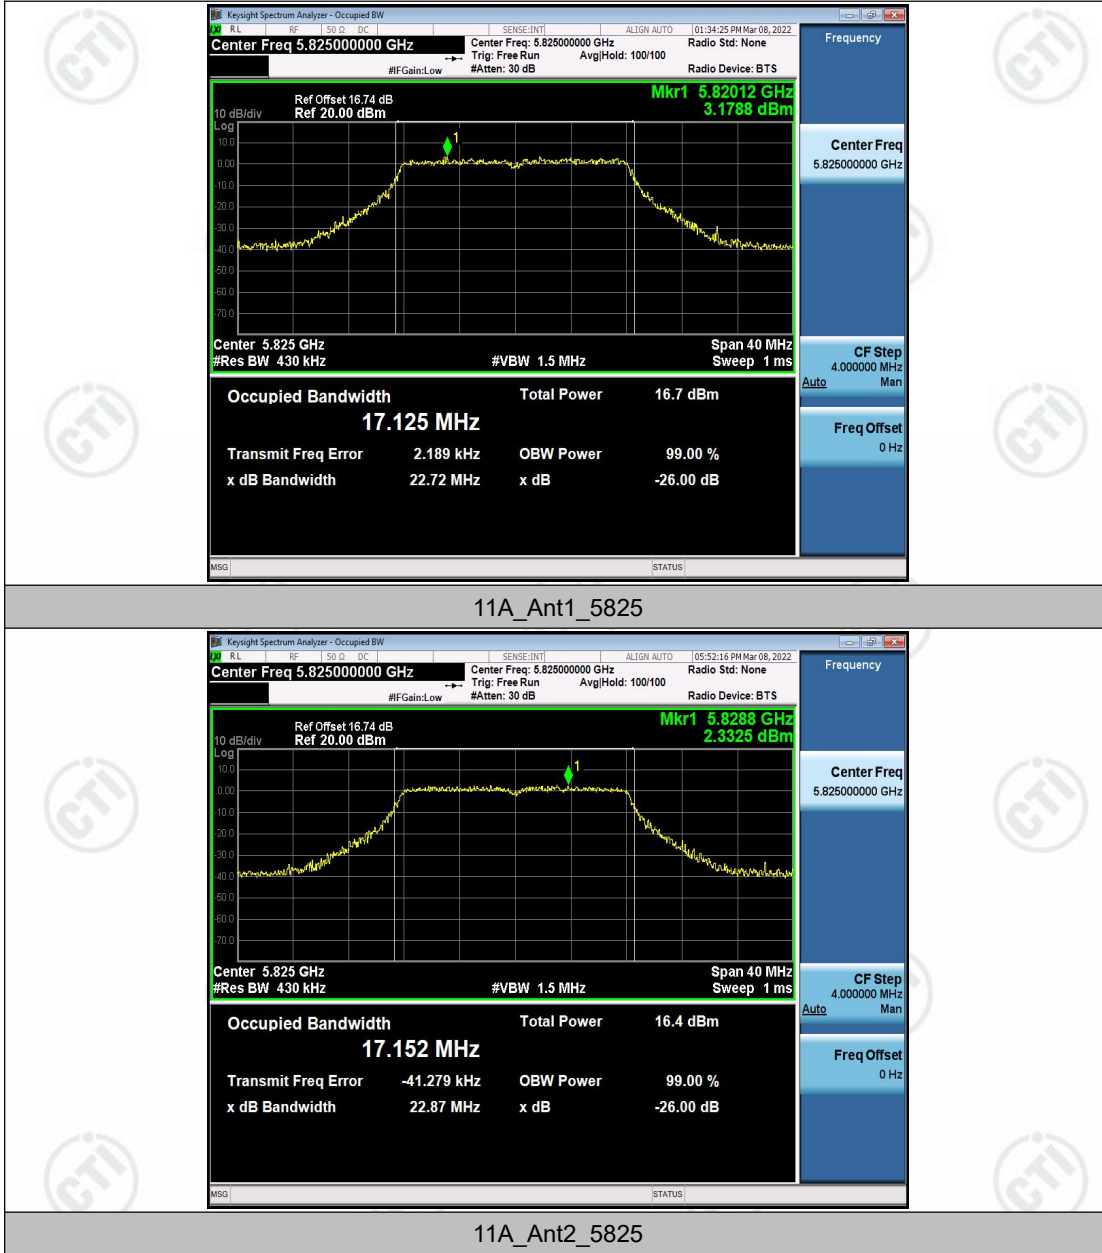 Keysight Spectrum Analyzer - Occupied BW
LXI RL RF 50 Ω DC SENSE:INT ALIGN AUTO 01:34:25 PM Mar 08, 2022
Center Freq 5.825000000 GHz Center Freq: 5.825000000 GHz Radio Std: None Frequency
Trig: Free Run Avg|Hold: 100/100
#IFGain:Low #Atten: 30 dB Radio Device: BTS
Mkr1 5.82012 GHz
3.1788 dBm
Ref Offset 16.74 dB
10 dB/div Ref 20.00 dBm
Log
10.0
0.00
-10.0
-20.0
-30.0
-40.0
-50.0
-60.0
-70.0
1
Center Freq
5.825000000 GHz
Center 5.825 GHz Span 40 MHz
#Res BW 430 kHz #VBW 1.5 MHz Sweep 1 ms
CF Step
4.000000 MHz
Auto Man
Occupied Bandwidth Total Power 16.7 dBm
17.125 MHz
Freq Offset
0 Hz
Transmit Freq Error 2.189 kHz OBW Power 99.00 %
x dB Bandwidth 22.72 MHz x dB -26.00 dB
MSG STATUS
11A_Ant1_5825
Keysight Spectrum Analyzer - Occupied BW
LXI RL RF 50 Ω DC SENSE:INT ALIGN AUTO 05:52:16 PM Mar 08, 2022
Center Freq 5.825000000 GHz Center Freq: 5.825000000 GHz Radio Std: None Frequency
Trig: Free Run Avg|Hold: 100/100
#IFGain:Low #Atten: 30 dB Radio Device: BTS
Mkr1 5.8288 GHz
2.3325 dBm
Ref Offset 16.74 dB
10 dB/div Ref 20.00 dBm
Log
10.0
0.00
-10.0
-20.0
-30.0
-40.0
-50.0
-60.0
-70.0
1
Center Freq
5.825000000 GHz
Center 5.825 GHz Span 40 MHz
#Res BW 430 kHz #VBW 1.5 MHz Sweep 1 ms
CF Step
4.000000 MHz
Auto Man
Occupied Bandwidth Total Power 16.4 dBm
17.152 MHz
Freq Offset
0 Hz
Transmit Freq Error -41.279 kHz OBW Power 99.00 %
x dB Bandwidth 22.87 MHz x dB -26.00 dB
MSG STATUS
11A_Ant2_5825
CTI
CTI
CTI
CTI
CTI
CTI
CTI
CTI